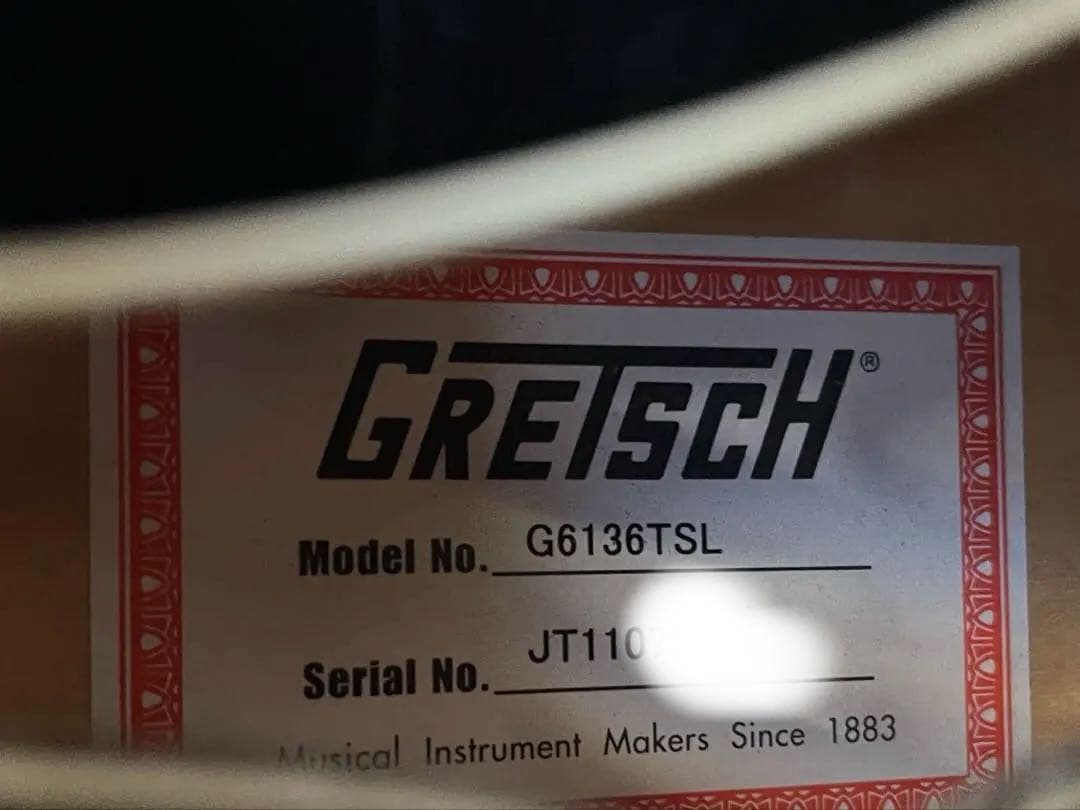 GRETSCH®
Model No. G6136TSL
Serial No. JT110
Musical Instrument Makers Since 1883